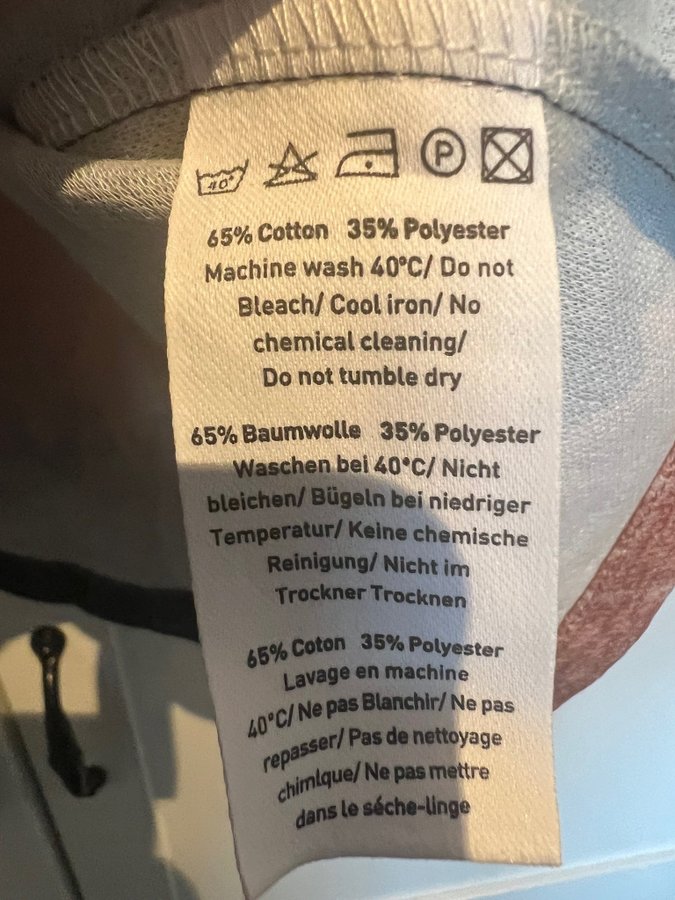 40°
P
65% Cotton 35% Polyester
Machine wash 40°C/ Do not
Bleach/ Cool iron/ No
chemical cleaning/
Do not tumble dry
65% Baumwolle 35% Polyester
Waschen bei 40°C/ Nicht
bleichen/ Bügeln bei niedriger
Temperatur/ Keine chemische
Reinigung/ Nicht im
Trockner Trocknen
65% Coton 35% Polyester
Lavage en machine
40°C/ Ne pas Blanchir/ Ne pas
repasser/ Pas de nettoyage
chimlque/ Ne pas mettre
dans le séche-linge